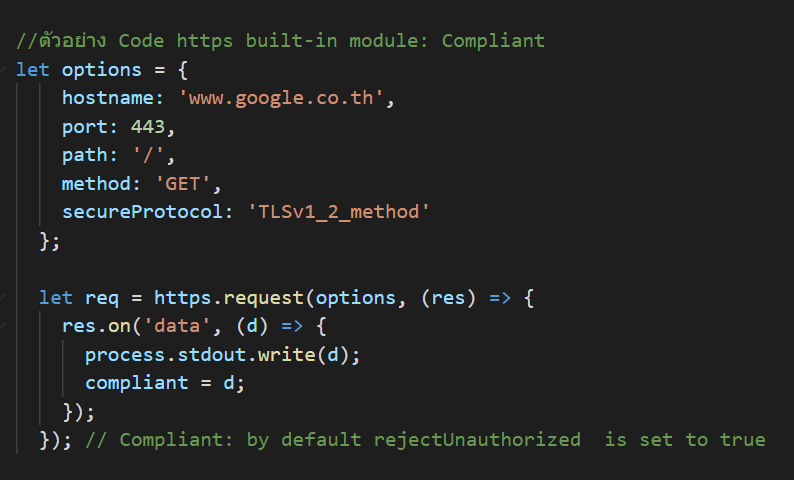 //ตัวอย่าง Code https built-in module: Compliant
let options = {
hostname: 'www.google.co.th',
port: 443,
path: '/',
method: 'GET',
secureProtocol: 'TLSv1_2_method'
};
let req = https.request(options, (res) => {
res.on('data', (d) => {
process.stdout.write(d);
compliant = d;
});
}); // Compliant: by default rejectUnauthorized  is set to true